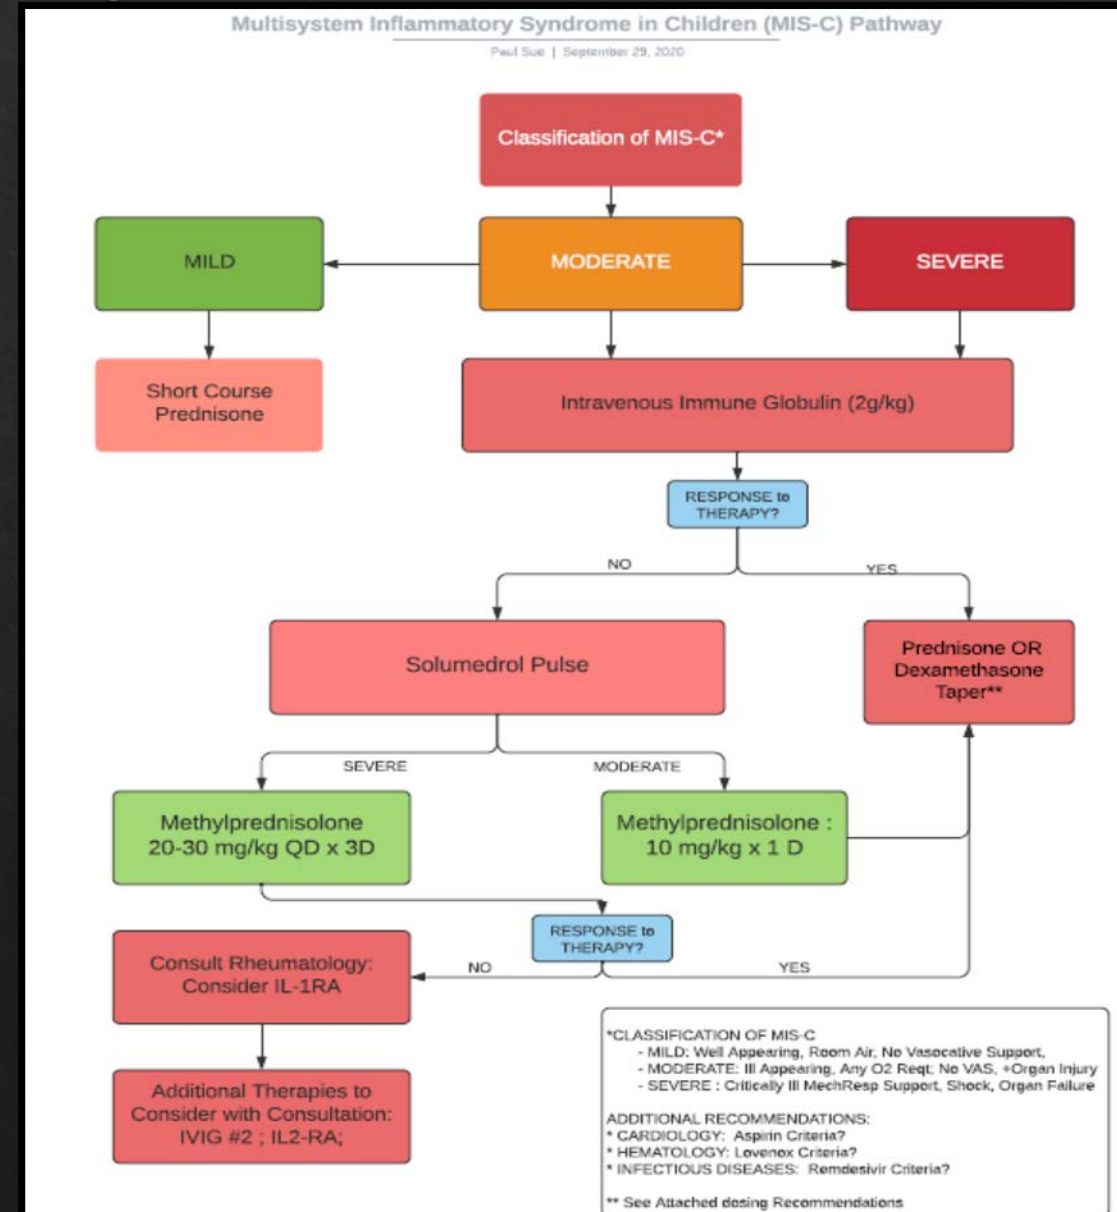 Multisystem Inflammatory Syndrome in Children (MIS-C) Pathway
Paul Sue | September 29, 2020
Classification of MIS-C*
MILD
MODERATE
SEVERE
Short Course
Prednisone
Intravenous Immune Globulin (2g/kg)
RESPONSE to
THERAPY?
NO
YES
Solumedrol Pulse
Prednisone OR
Dexamethasone
Taper**
SEVERE
MODERATE
Methylprednisolone
20-30 mg/kg QD x 3D
Methylprednisolone :
10 mg/kg x 1 D
RESPONSE to
THERAPY?
NO
YES
Consult Rheumatology:
Consider IL-1RA
Additional Therapies to
Consider with Consultation:
IVIG #2 ; IL2-RA;
*CLASSIFICATION OF MIS-C
- MILD: Well Appearing, Room Air, No Vasocative Support,
- MODERATE: Ill Appearing, Any O2 Reqt; No VAS, +Organ Injury
- SEVERE : Critically Ill MechResp Support, Shock, Organ Failure
ADDITIONAL RECOMMENDATIONS:
* CARDIOLOGY: Aspirin Criteria?
* HEMATOLOGY: Lovenox Criteria?
* INFECTIOUS DISEASES: Remdesivir Criteria?
** See Attached dosing Recommendations